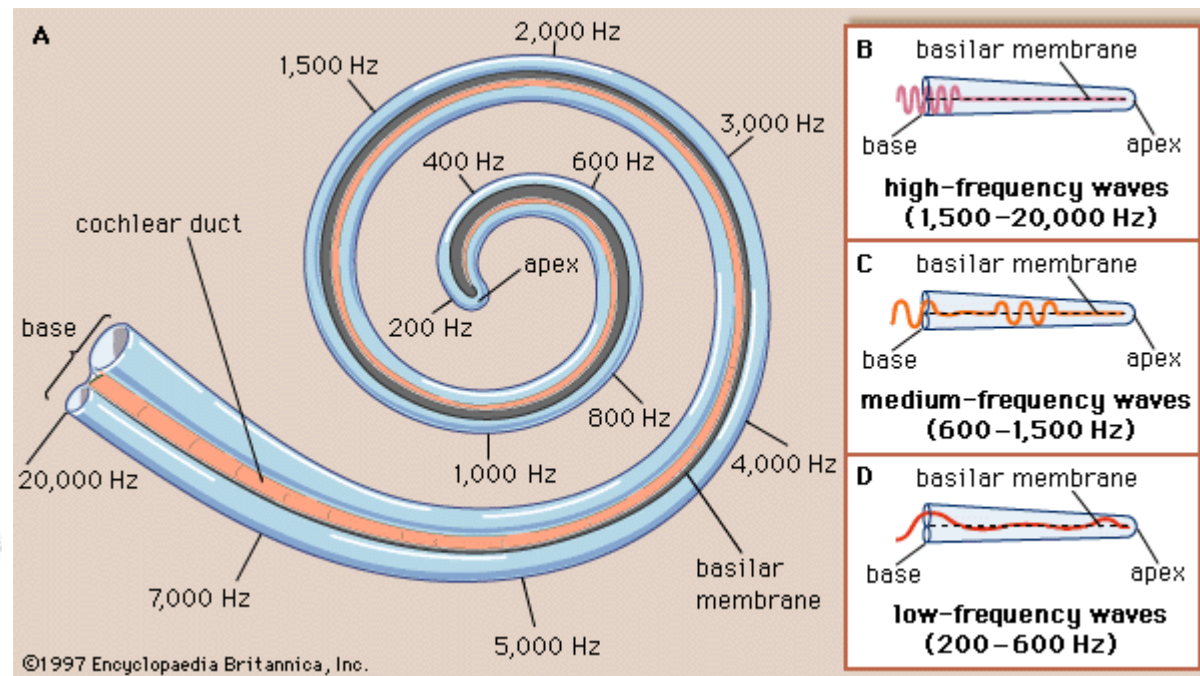 A
2,000 Hz
1,500 Hz
3,000 Hz
400 Hz
600 Hz
cochlear duct
apex
200 Hz
base
800 Hz
1,000 Hz
4,000 Hz
20,000 Hz
7,000 Hz
basilar
membrane
5,000 Hz
©1997 Encyclopaedia Britannica, Inc.
B
basilar membrane
base
apex
high–frequency waves
(1,500–20,000 Hz)
C
basilar membrane
base
apex
medium–frequency waves
(600–1,500 Hz)
D
basilar membrane
base
apex
low–frequency waves
(200–600 Hz)